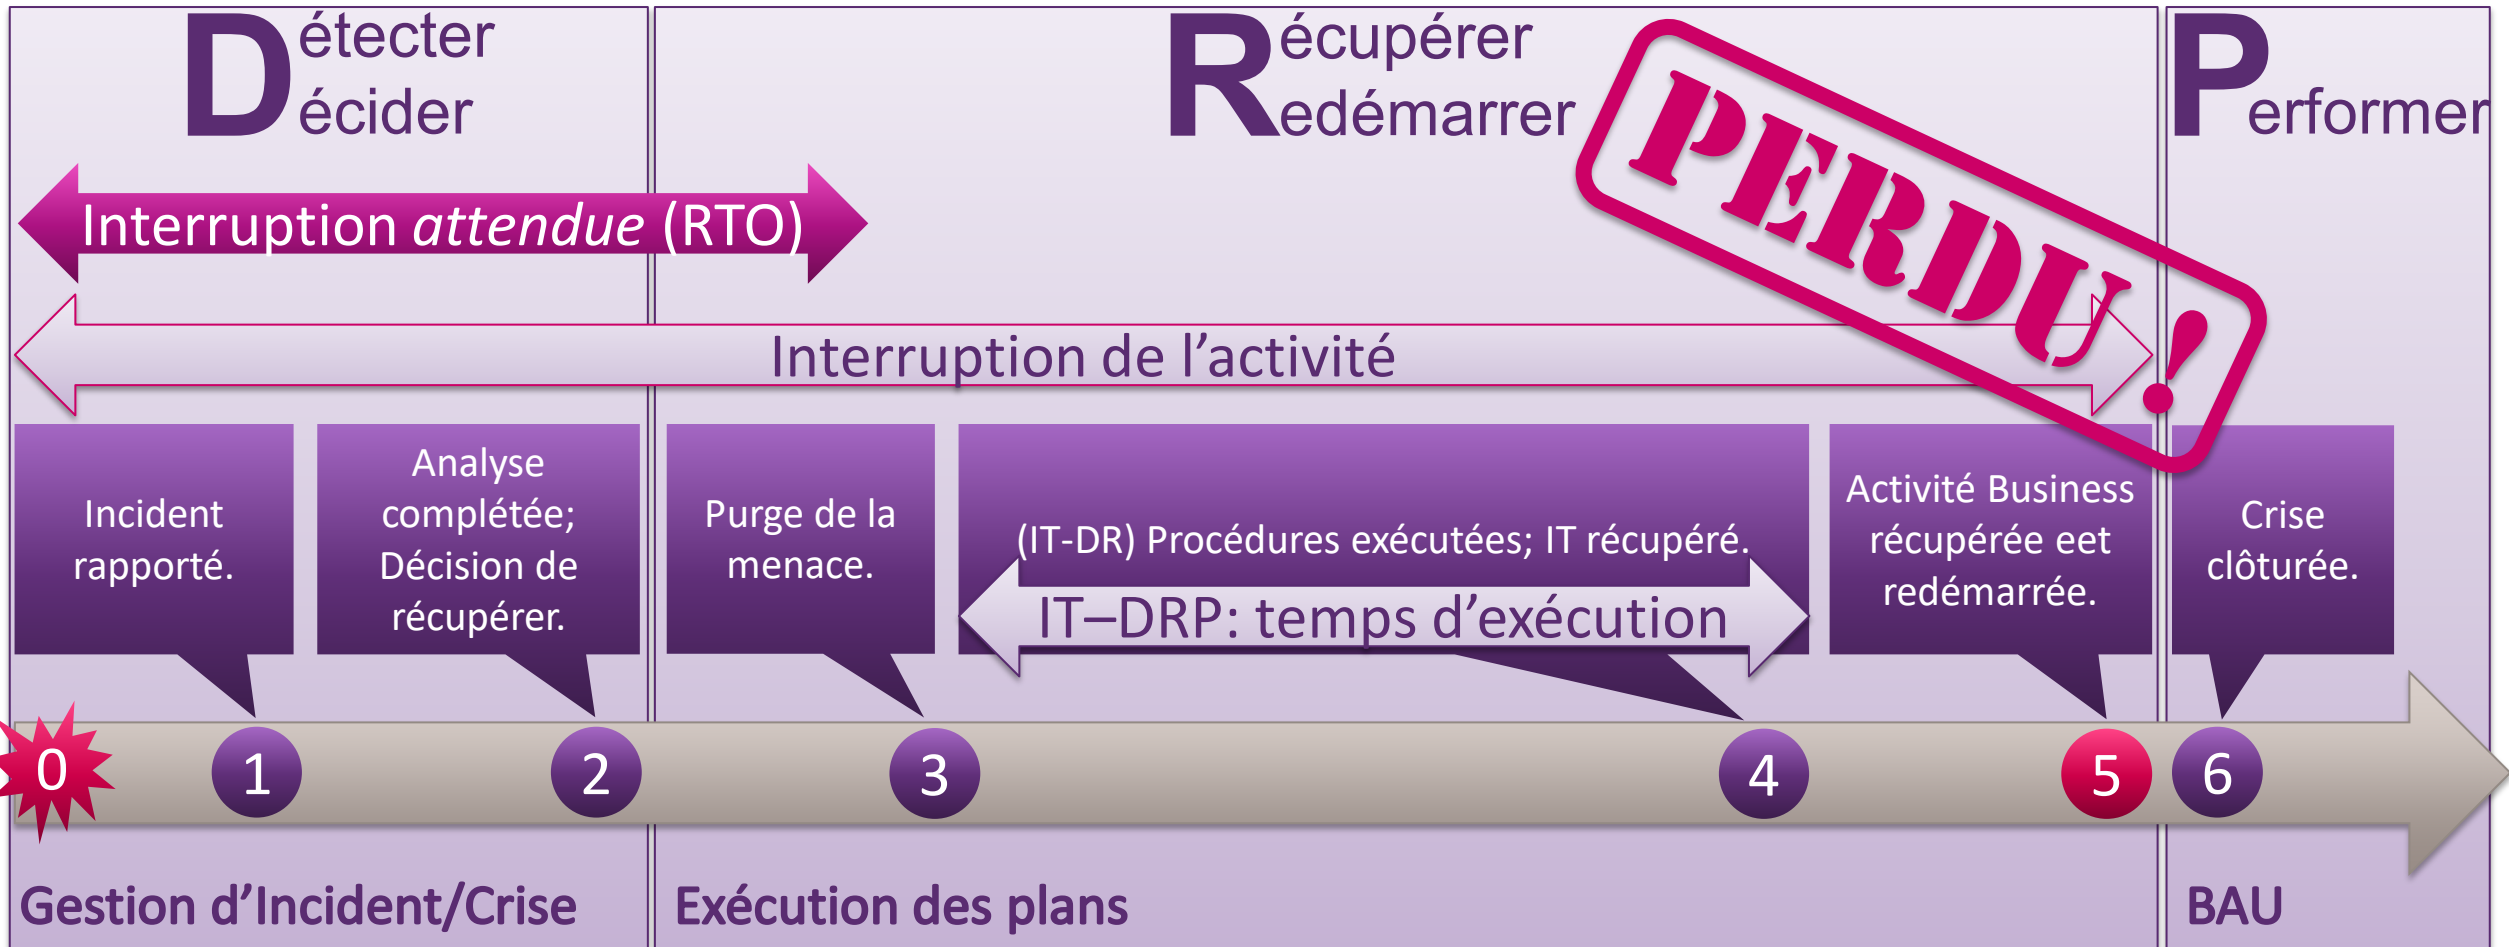 Détecter
Décider
Récupérer
Redémarrer
Performer
PERDU !
Interruption attendue (RTO)
Interruption de l’activité
Incident
rapporté.
Analyse
complétée;
Décision de
récupérer.
Purge de la
menace.
(IT-DR) Procédures exécutées; IT récupéré.
IT–DRP: temps d’exécution
Activité Business
récupérée eet
redémarrée.
Crise
clôturée.
0
1
2
3
4
5
6
Gestion d’Incident/Crise
Exécution des plans
BAU